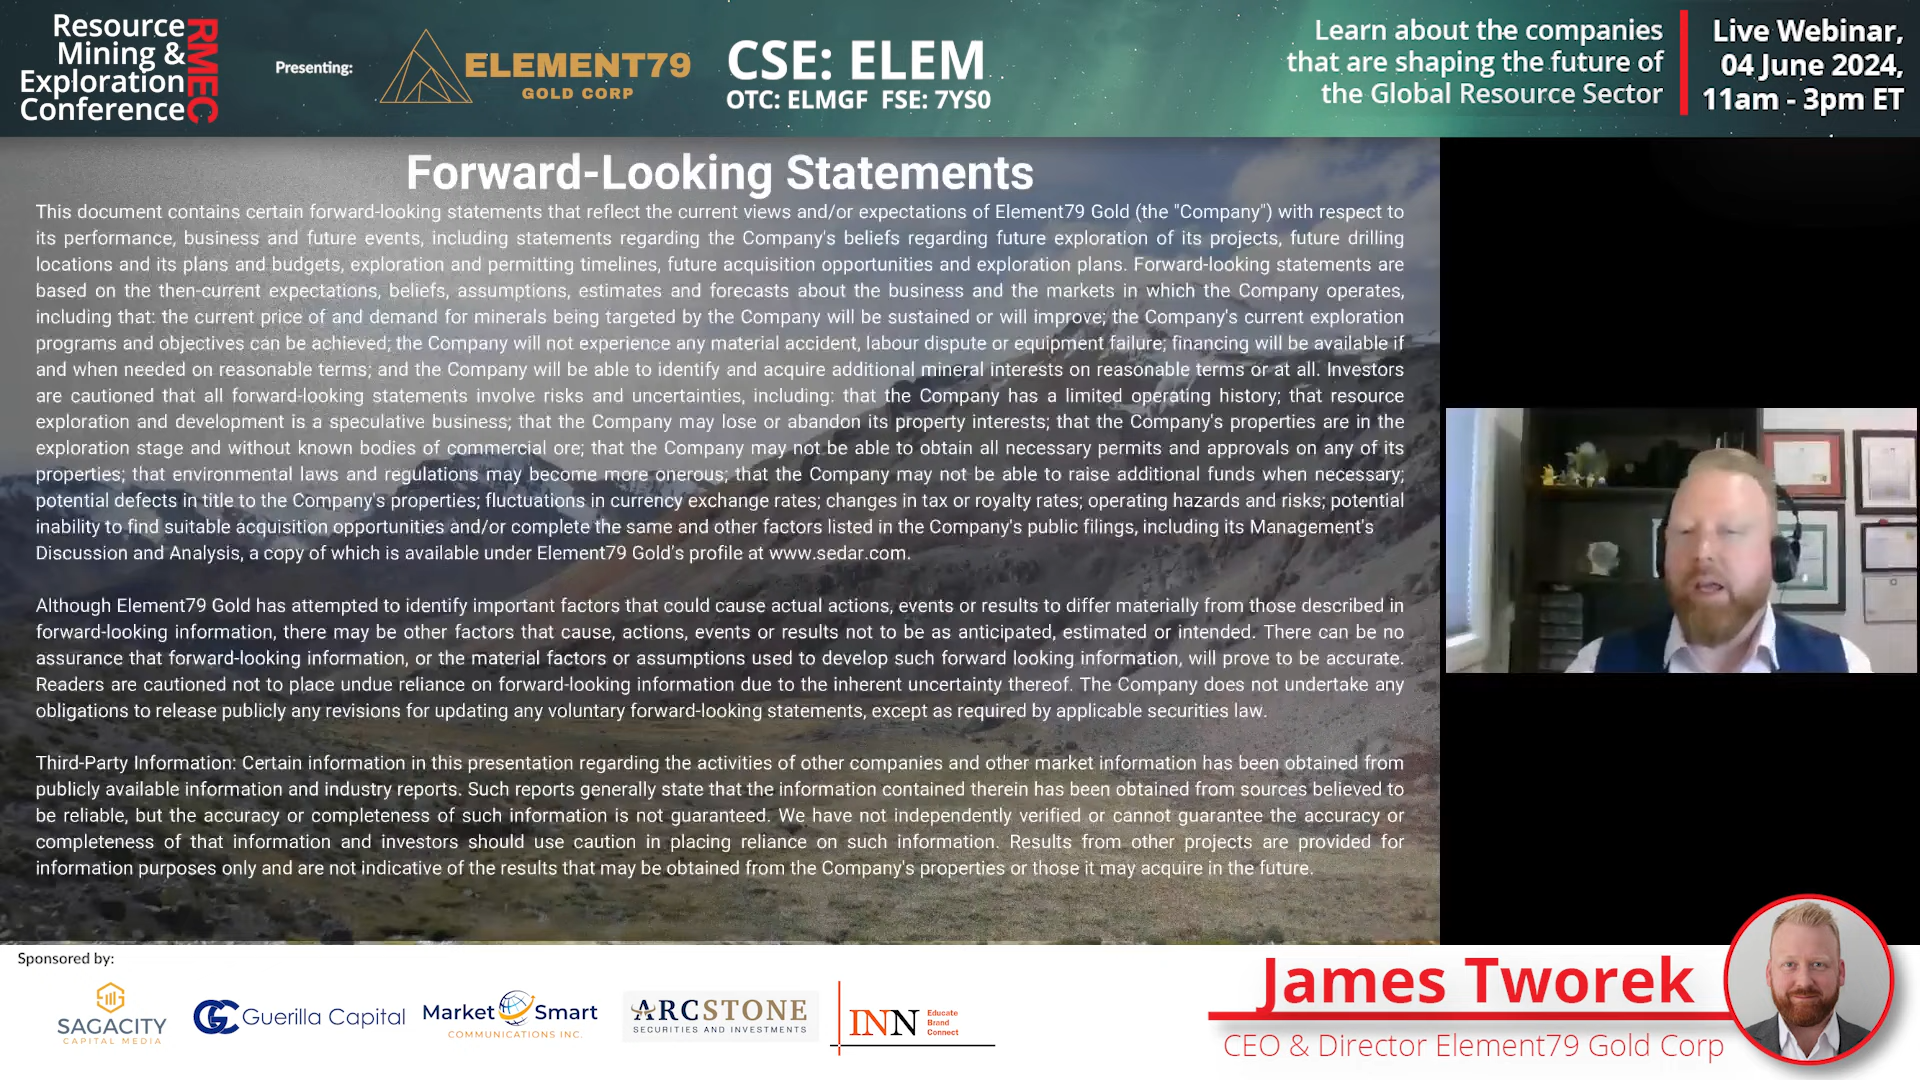 Resource
Mining &
Exploration
Conference
RMEC
Presenting:
ELEMENT79
GOLD CORP
CSE: ELEM
OTC: ELMGF FSE: 7YS0
Learn about the companies
that are shaping the future of
the Global Resource Sector
Live Webinar,
04 June 2024,
11am - 3pm ET
Forward-Looking Statements
This document contains certain forward-looking statements that reflect the current views and/or expectations of Element79 Gold (the "Company") with respect to
its performance, business and future events, including statements regarding the Company's beliefs regarding future exploration of its projects, future drilling
locations and its plans and budgets, exploration and permitting timelines, future acquisition opportunities and exploration plans. Forward-looking statements are
based on the then-current expectations, beliefs, assumptions, estimates and forecasts about the business and the markets in which the Company operates,
including that: the current price of and demand for minerals being targeted by the Company will be sustained or will improve; the Company's current exploration
programs and objectives can be achieved; the Company will not experience any material accident, labour dispute or equipment failure; financing will be available if
and when needed on reasonable terms; and the Company will be able to identify and acquire additional mineral interests on reasonable terms or at all. Investors
are cautioned that all forward-looking statements involve risks and uncertainties, including: that the Company has a limited operating history; that resource
exploration and development is a speculative business; that the Company may lose or abandon its property interests; that the Company's properties are in the
exploration stage and without known bodies of commercial ore; that the Company may not be able to obtain all necessary permits and approvals on any of its
properties; that environmental laws and regulations may become more onerous; that the Company may not be able to raise additional funds when necessary;
potential defects in title to the Company's properties; fluctuations in currency exchange rates; changes in tax or royalty rates; operating hazards and risks; potential
inability to find suitable acquisition opportunities and/or complete the same and other factors listed in the Company's public filings, including its Management's
Discussion and Analysis, a copy of which is available under Element79 Gold's profile at www.sedar.com.
Although Element79 Gold has attempted to identify important factors that could cause actual actions, events or results to differ materially from those described in
forward-looking information, there may be other factors that cause, actions, events or results not to be as anticipated, estimated or intended. There can be no
assurance that forward-looking information, or the material factors or assumptions used to develop such forward looking information, will prove to be accurate.
Readers are cautioned not to place undue reliance on forward-looking information due to the inherent uncertainty thereof. The Company does not undertake any
obligations to release publicly any revisions for updating any voluntary forward-looking statements, except as required by applicable securities law.
Third-Party Information: Certain information in this presentation regarding the activities of other companies and other market information has been obtained from
publicly available information and industry reports. Such reports generally state that the information contained therein has been obtained from sources believed to
be reliable, but the accuracy or completeness of such information is not guaranteed. We have not independently verified or cannot guarantee the accuracy or
completeness of that information and investors should use caution in placing reliance on such information. Results from other projects are provided for
information purposes only and are not indicative of the results that may be obtained from the Company's properties or those it may acquire in the future.
Sponsored by:
SAGACITY
CAPITAL MEDIA
GC Guerilla Capital
Market Smart
COMMUNICATIONS INC.
ARCSTONE
SECURITIES AND INVESTMENTS
INN
Educate
Brand
Connect
James Tworek
CEO & Director Element79 Gold Corp